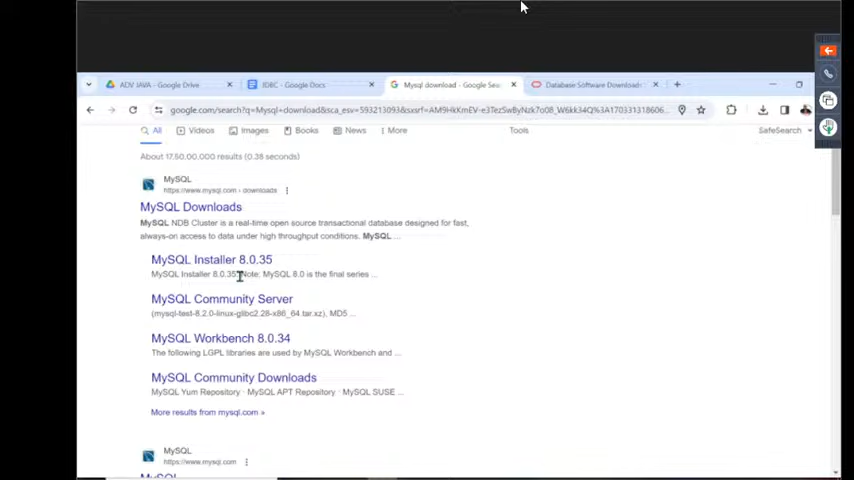 ADV JAVA - Google Drive
JDBC - Google Docs
Mysql download - Google Sea
Database Software Downloads
google.com/search?q=Mysql+download&sca_esv=593213093&sxsrf=
All
Videos
Images
Books
News
More
Tools
SafeSearch
About 17,50,00,000 results (0.38 seconds)
MySQL
https://www.mysql.com › downloads
MySQL Downloads
MySQL NDB Cluster is a real-time open source transactional database designed for fast,
always-on access to data under high throughput conditions. MySQL ...
MySQL Installer 8.0.35
MySQL Installer 8.0.35. Note; MySQL 8.0 is the final series ...
MySQL Community Server
(mysql-test-8.2.0-linux-glibc2.28-x86_64.tar.xz), MD5 ...
MySQL Workbench 8.0.34
The following LGPL libraries are used by MySQL Workbench and ...
MySQL Community Downloads
MySQL Yum Repository · MySQL APT Repository · MySQL SUSE ...
More results from mysql.com »
MySQL
https://www.mysql.com
MySQL